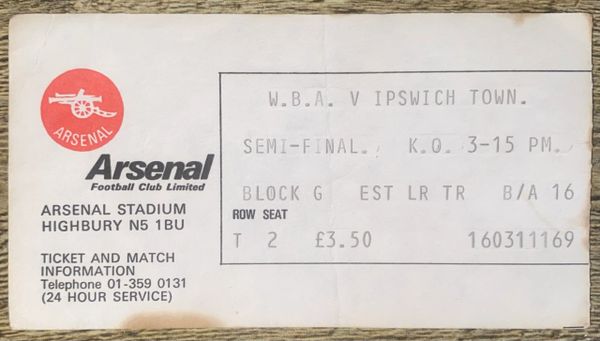 ARSENAL
Arsenal
Football Club Limited
ARSENAL STADIUM
HIGHBURY N5 1BU
TICKET AND MATCH
INFORMATION
Telephone 01-359 0131
(24 HOUR SERVICE)
W.B.A. V IPSWICH TOWN.
SEMI-FINAL. K.O. 3-15 PM.
BLOCK G EST LR TR B/A 16
ROW SEAT
T 2 £3.50 160311169